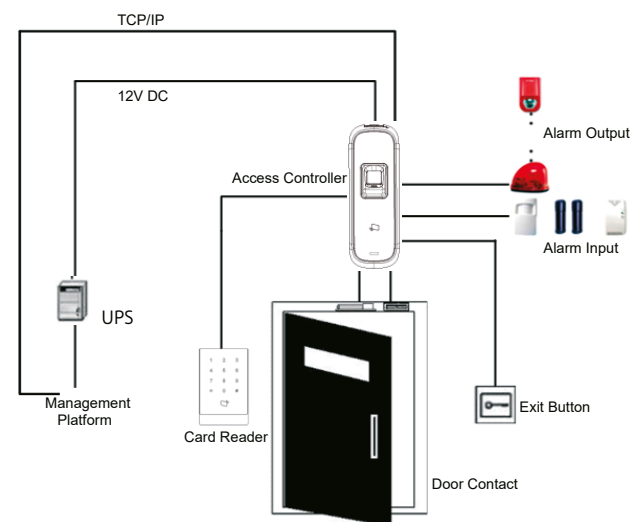 TCP/IP
12V DC
Alarm Output
Access Controller
Alarm Input
UPS
Management
Platform
Card Reader
Exit Button
Door Contact